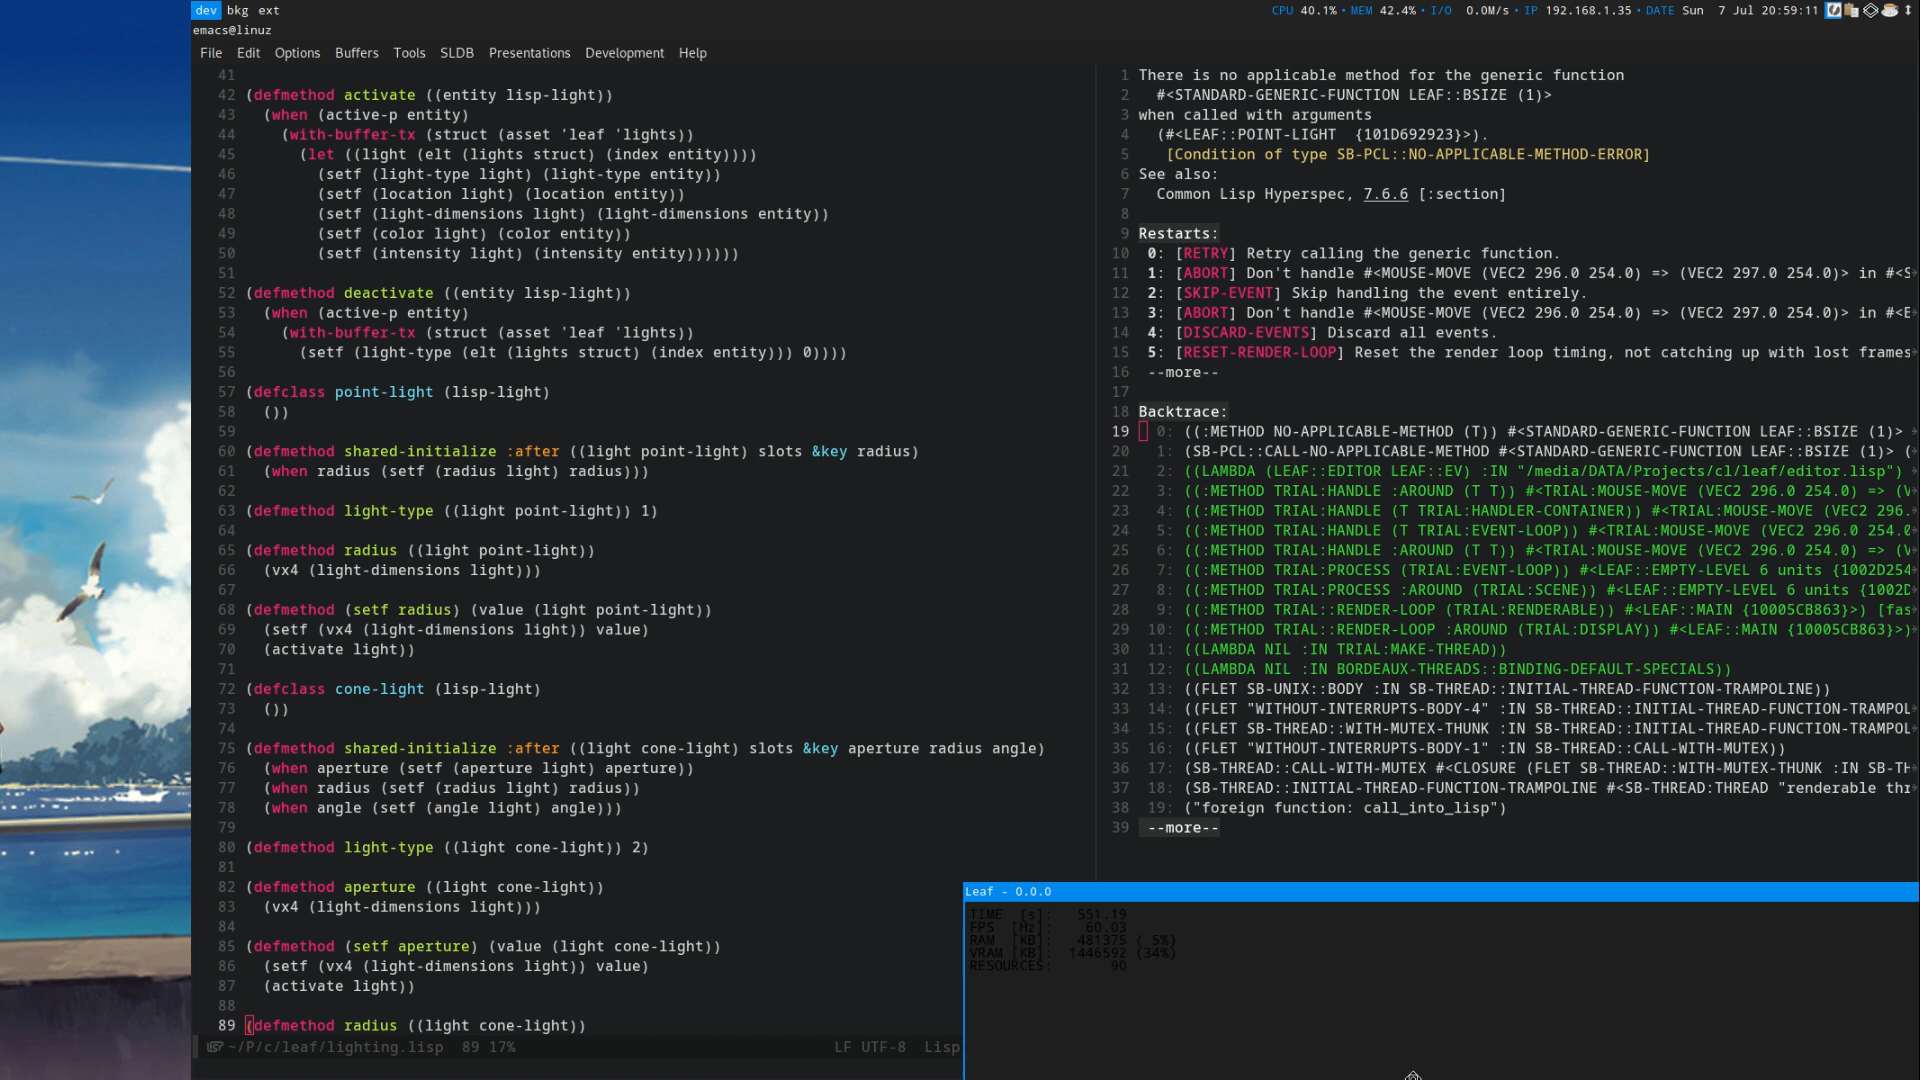 dev bkg ext
CPU 40.1% • MEM 42.4% • I/O 0.0M/s • IP 192.168.1.35 • DATE Sun 7 Jul 20:59:11
emacs@linuz
File Edit Options Buffers Tools SLDB Presentations Development Help
41
42 (defmethod activate ((entity lisp-light))
43   (when (active-p entity)
44     (with-buffer-tx (struct (asset 'leaf 'lights))
45       (let ((light (elt (lights struct) (index entity))))
46         (setf (light-type light) (light-type entity))
47         (setf (location light) (location entity))
48         (setf (light-dimensions light) (light-dimensions entity))
49         (setf (color light) (color entity))
50         (setf (intensity light) (intensity entity))))))
51
52 (defmethod deactivate ((entity lisp-light))
53   (when (active-p entity)
54     (with-buffer-tx (struct (asset 'leaf 'lights))
55       (setf (light-type (elt (lights struct) (index entity))) 0))))
56
57 (defclass point-light (lisp-light)
58   ())
59
60 (defmethod shared-initialize :after ((light point-light) slots &key radius)
61   (when radius (setf (radius light) radius)))
62
63 (defmethod light-type ((light point-light)) 1)
64
65 (defmethod radius ((light point-light))
66   (vx4 (light-dimensions light)))
67
68 (defmethod (setf radius) (value (light point-light))
69   (setf (vx4 (light-dimensions light)) value)
70   (activate light))
71
72 (defclass cone-light (lisp-light)
73   ())
74
75 (defmethod shared-initialize :after ((light cone-light) slots &key aperture radius angle)
76   (when aperture (setf (aperture light) aperture))
77   (when radius (setf (radius light) radius))
78   (when angle (setf (angle light) angle)))
79
80 (defmethod light-type ((light cone-light)) 2)
81
82 (defmethod aperture ((light cone-light))
83   (vx4 (light-dimensions light)))
84
85 (defmethod (setf aperture) (value (light cone-light))
86   (setf (vx4 (light-dimensions light)) value)
87   (activate light))
88
89 (defmethod radius ((light cone-light))
~/P/c/leaf/lighting.lisp 89 17% LF UTF-8 Lisp
1 There is no applicable method for the generic function
2   #<STANDARD-GENERIC-FUNCTION LEAF::BSIZE (1)>
3 when called with arguments
4   (#<LEAF::POINT-LIGHT  {101D692923}>).
5    [Condition of type SB-PCL::NO-APPLICABLE-METHOD-ERROR]
6 See also:
7   Common Lisp Hyperspec, 7.6.6 [:section]
8
9 Restarts:
10  0: [RETRY] Retry calling the generic function.
11  1: [ABORT] Don't handle #<MOUSE-MOVE (VEC2 296.0 254.0) => (VEC2 297.0 254.0)> in #<S
12  2: [SKIP-EVENT] Skip handling the event entirely.
13  3: [ABORT] Don't handle #<MOUSE-MOVE (VEC2 296.0 254.0) => (VEC2 297.0 254.0)> in #<E
14  4: [DISCARD-EVENTS] Discard all events.
15  5: [RESET-RENDER-LOOP] Reset the render loop timing, not catching up with lost frames
16  --more--
17
18 Backtrace:
19   0: ((:METHOD NO-APPLICABLE-METHOD (T)) #<STANDARD-GENERIC-FUNCTION LEAF::BSIZE (1)>
20   1: (SB-PCL::CALL-NO-APPLICABLE-METHOD #<STANDARD-GENERIC-FUNCTION LEAF::BSIZE (1)> (
21   2: ((LAMBDA (LEAF::EDITOR LEAF::EV) :IN "/media/DATA/Projects/cl/leaf/editor.lisp")
22   3: ((:METHOD TRIAL:HANDLE :AROUND (T T)) #<TRIAL:MOUSE-MOVE (VEC2 296.0 254.0) => (V
23   4: ((:METHOD TRIAL:HANDLE (T TRIAL:HANDLER-CONTAINER)) #<TRIAL:MOUSE-MOVE (VEC2 296.
24   5: ((:METHOD TRIAL:HANDLE (T TRIAL:EVENT-LOOP)) #<TRIAL:MOUSE-MOVE (VEC2 296.0 254.0
25   6: ((:METHOD TRIAL:HANDLE :AROUND (T T)) #<TRIAL:MOUSE-MOVE (VEC2 296.0 254.0) => (V
26   7: ((:METHOD TRIAL:PROCESS (TRIAL:EVENT-LOOP)) #<LEAF::EMPTY-LEVEL 6 units {1002D254
27   8: ((:METHOD TRIAL:PROCESS :AROUND (TRIAL:SCENE)) #<LEAF::EMPTY-LEVEL 6 units {1002D
28   9: ((:METHOD TRIAL::RENDER-LOOP (TRIAL:RENDERABLE)) #<LEAF::MAIN {10005CB863}>) [fas
29  10: ((:METHOD TRIAL::RENDER-LOOP :AROUND (TRIAL:DISPLAY)) #<LEAF::MAIN {10005CB863}>)
30  11: ((LAMBDA NIL :IN TRIAL:MAKE-THREAD))
31  12: ((LAMBDA NIL :IN BORDEAUX-THREADS::BINDING-DEFAULT-SPECIALS))
32  13: ((FLET SB-UNIX::BODY :IN SB-THREAD::INITIAL-THREAD-FUNCTION-TRAMPOLINE))
33  14: ((FLET "WITHOUT-INTERRUPTS-BODY-4" :IN SB-THREAD::INITIAL-THREAD-FUNCTION-TRAMPOL
34  15: ((FLET SB-THREAD::WITH-MUTEX-THUNK :IN SB-THREAD::INITIAL-THREAD-FUNCTION-TRAMPOL
35  16: ((FLET "WITHOUT-INTERRUPTS-BODY-1" :IN SB-THREAD::CALL-WITH-MUTEX))
36  17: (SB-THREAD::CALL-WITH-MUTEX #<CLOSURE (FLET SB-THREAD::WITH-MUTEX-THUNK :IN SB-TH
37  18: (SB-THREAD::INITIAL-THREAD-FUNCTION-TRAMPOLINE #<SB-THREAD:THREAD "renderable thr
38  19: ("foreign function: call_into_lisp")
39  --more--
Leaf - 0.0.0
TIME  [s]:   551.19
FPS  [Hz]:    60.03
RAM  [KB]:   481375 ( 5%)
VRAM [KB]:  1446592 (34%)
RESOURCES:       90